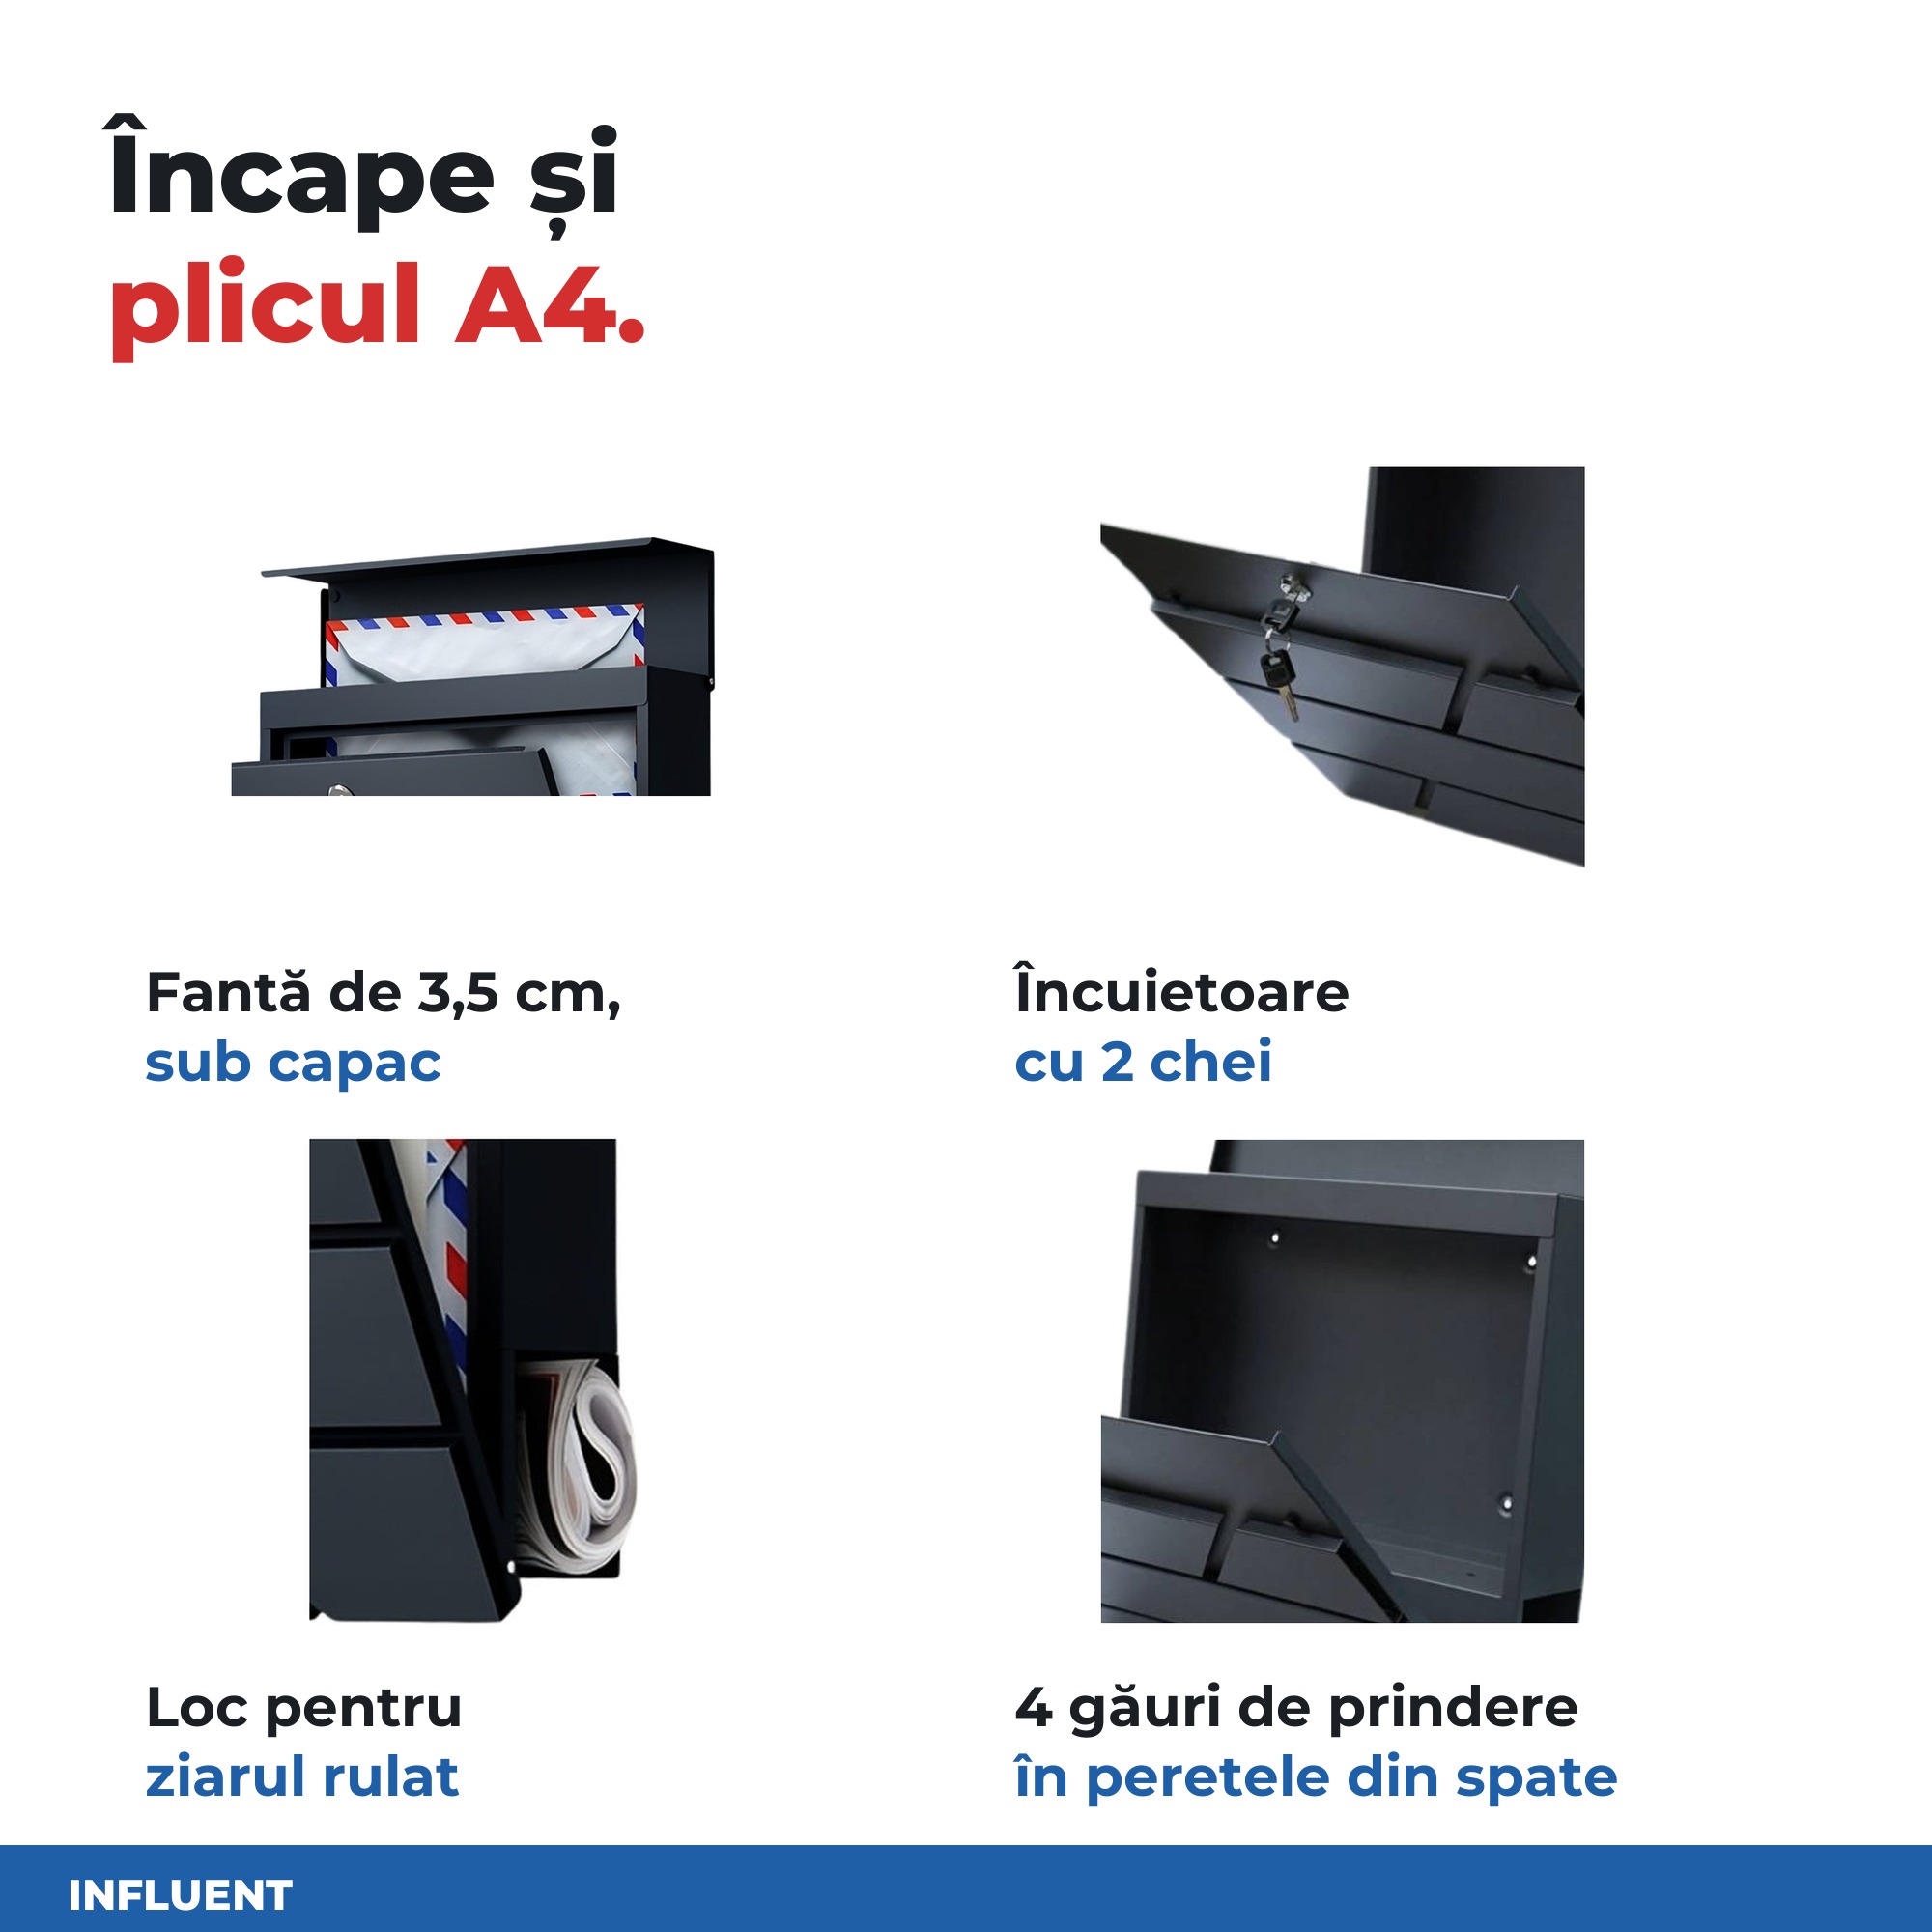 Încape și
plicul A4.
Fantă de 3,5 cm,
sub capac
Încuietoare
cu 2 chei
Loc pentru
ziarul rulat
4 găuri de prindere
în peretele din spate
INFLUENT